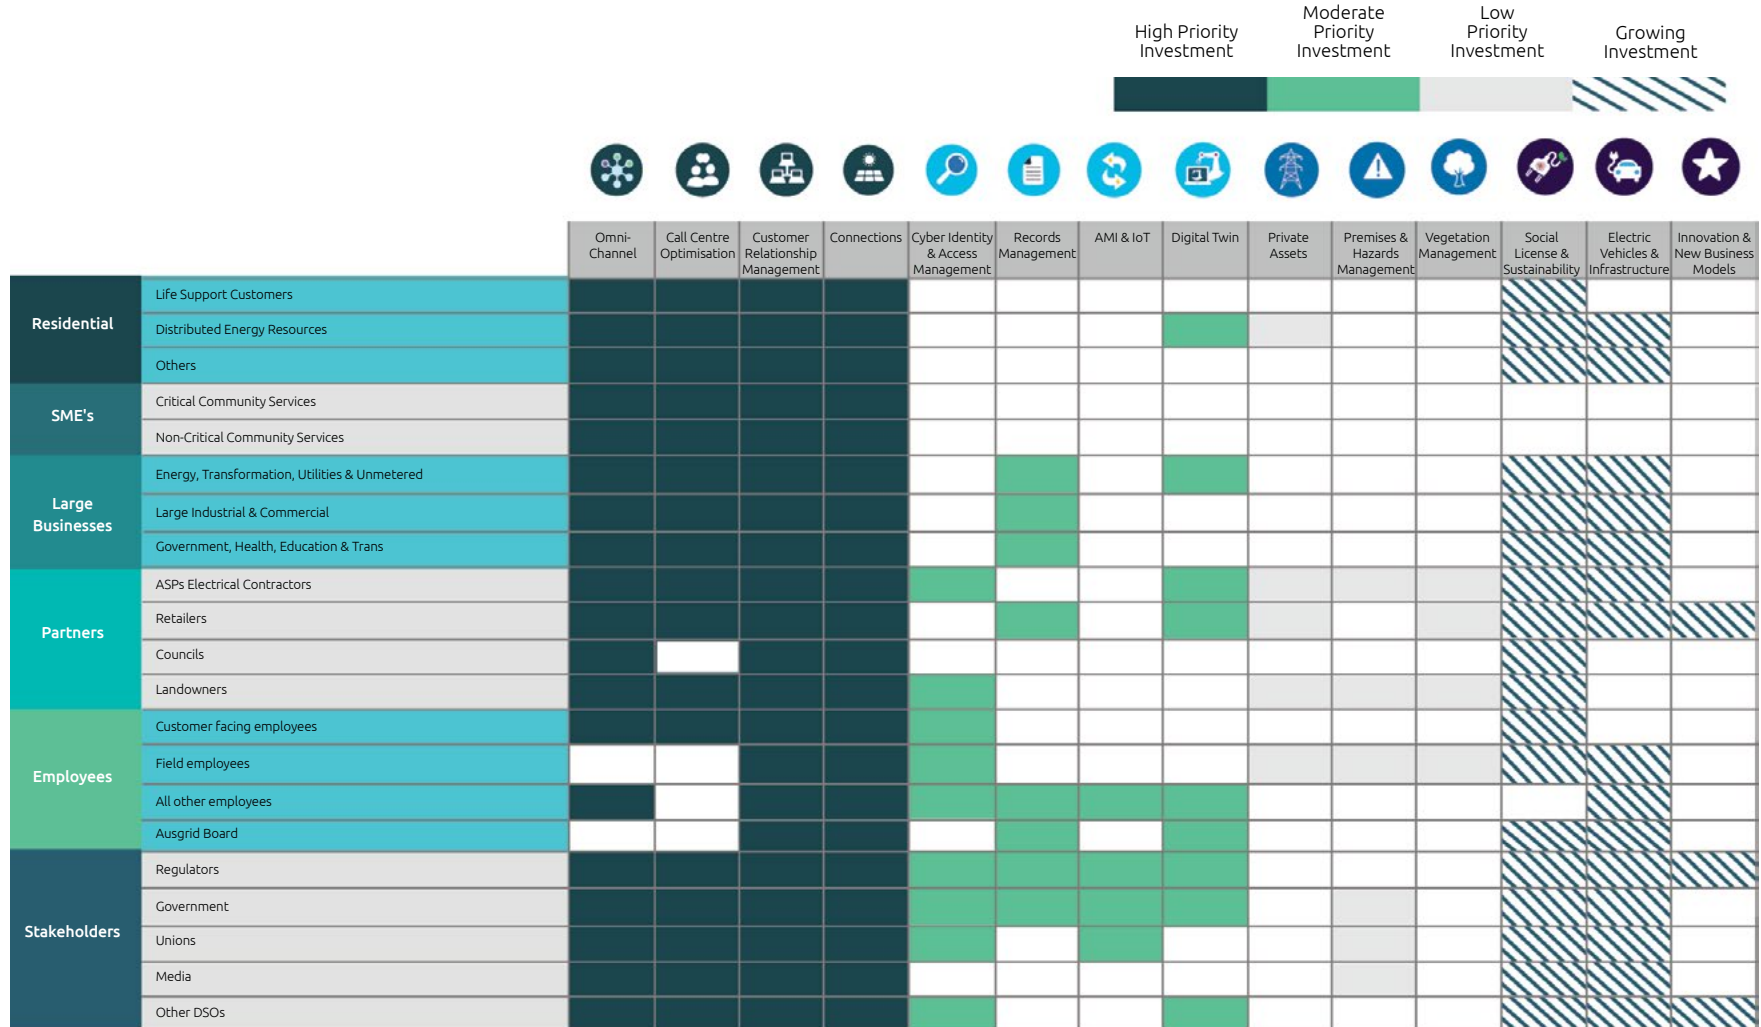 High Priority
Investment
Moderate
Priority
Investment
Low
Priority
Investment
Growing
Investment
Omni-
Channel
Call Centre
Optimisation
Customer
Relationship
Management
Connections
Cyber Identity
& Access
Management
Records
Management
AMI & IoT
Digital Twin
Private
Assets
Premises &
Hazards
Management
Vegetation
Management
Social
License &
Sustainability
Electric
Vehicles &
Infrastructure
Innovation &
New Business
Models
Residential
Life Support Customers
Distributed Energy Resources
Others
SME's
Critical Community Services
Non-Critical Community Services
Large
Businesses
Energy, Transformation, Utilities & Unmetered
Large Industrial & Commercial
Government, Health, Education & Trans
Partners
ASPs Electrical Contractors
Retailers
Councils
Landowners
Employees
Customer facing employees
Field employees
All other employees
Ausgrid Board
Stakeholders
Regulators
Government
Unions
Media
Other DSOs